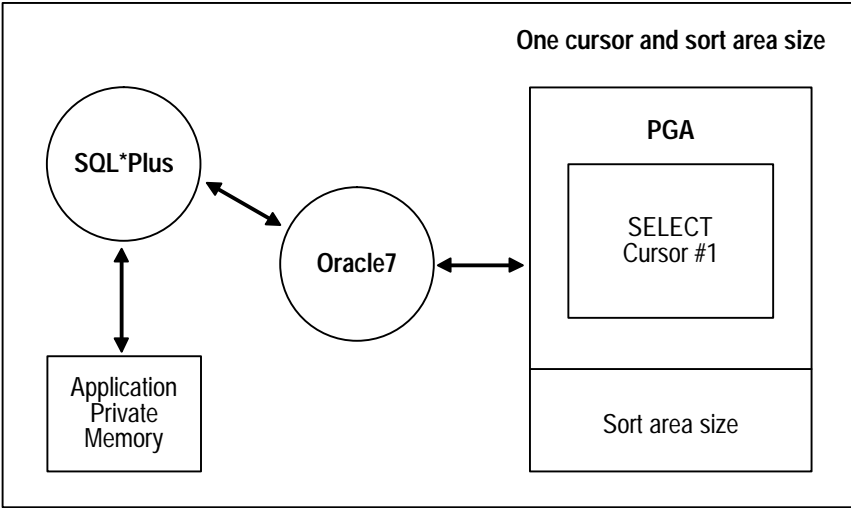 One cursor and sort area size
PGA
SQL*Plus
SELECT
Cursor #1
Oracle7
Application
Private
Memory
Sort area size